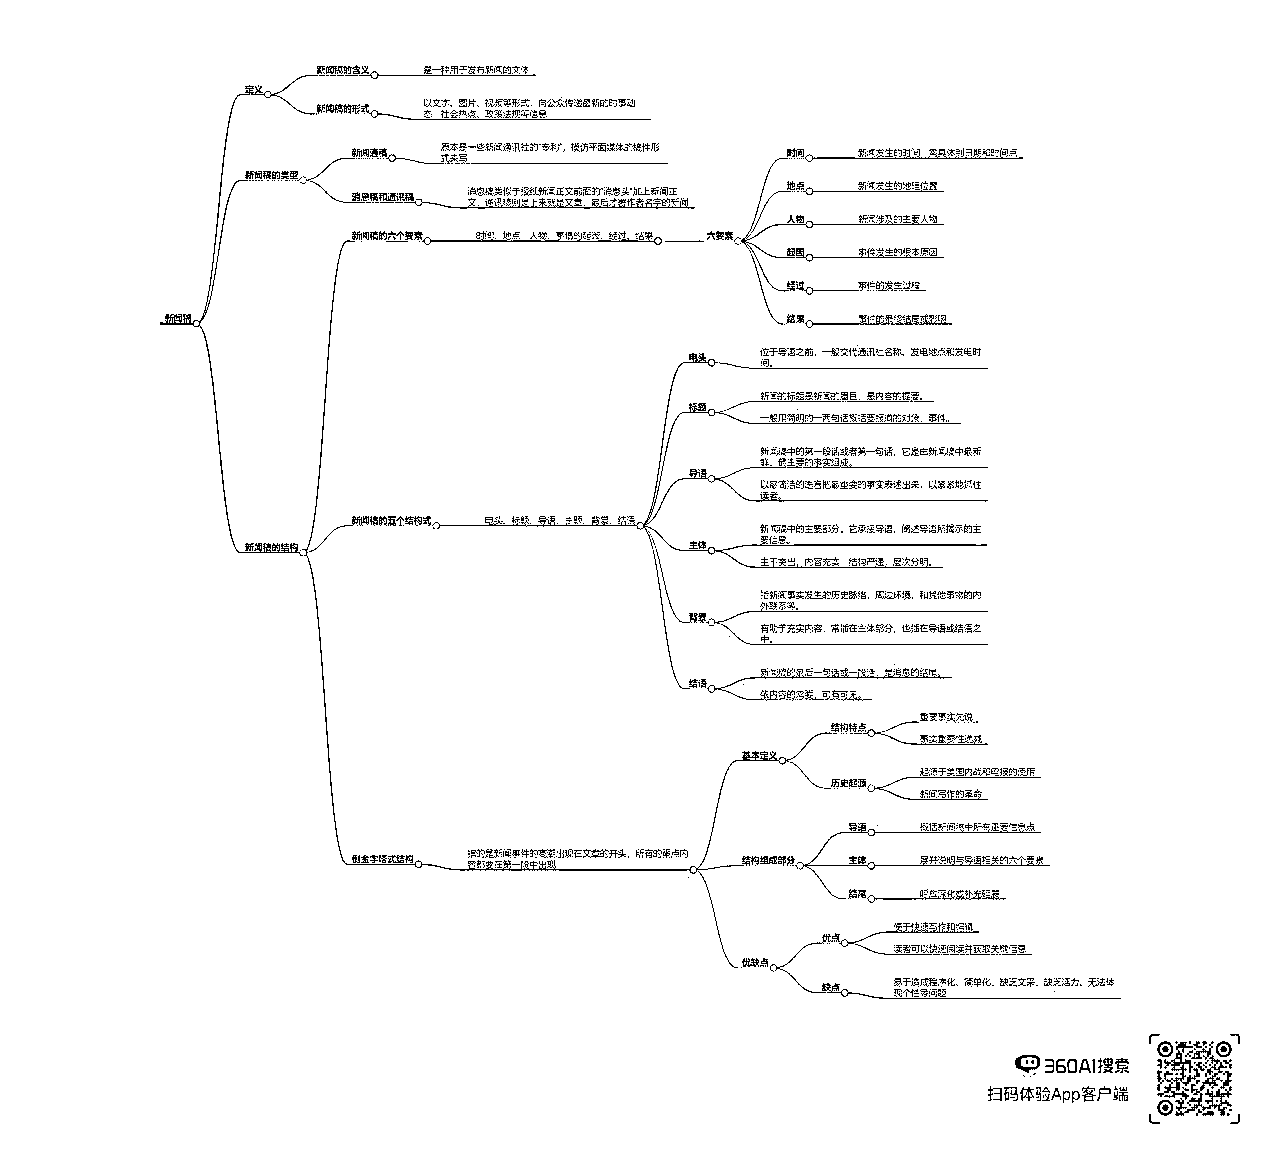 新闻稿的含义
是一种用于发布新闻的文体
定义
新闻稿的形式
以文字、图片、视频等形式，向公众传递最新的时事动
态、社会热点、政策法规等信息
新闻通稿
原本是一些新闻通讯社的“专利”，模仿平面媒体的稿件形
式来写
新闻稿的类型
消息稿和通讯稿
消息稿类似于报纸新闻正文前面的“消息头”加上新闻正
文，通讯稿则是上来就是文章，最后才署作者名字的新闻
新闻稿的六个要素
时间、地点、人物、事情的起因、经过、结果
六要素
时间
新闻发生的时间，需具体到日期和时间点
地点
新闻发生的地理位置
人物
新闻涉及的主要人物
起因
事件发生的根本原因
经过
事件的发生过程
结果
事件的最终结局或影响
新闻稿
电头
位于导语之前，一般交代通讯社名称、发电地点和发电时
间。
标题
新闻的标题是新闻的眉目，是内容的提要。
一般用简明的一两句话概括要报道的对象、事件。
导语
新闻稿中的第一段话或者第一句话，它是由新闻稿中最新
鲜、最主要的事实组成。
以最简洁的语言把最重要的事实表述出来，以紧紧地抓住
读者。
新闻稿的五个结构式
电头、标题、导语、主题、背景、结语
新闻稿的结构
主体
新闻稿中的主要部分，它承接导语，阐述导语所揭示的主
要信息。
主干突出，内容充实，结构严谨，层次分明。
背景
指新闻事实发生的历史脉络，周边环境，和其他事物的内
外联系等。
有助于充实内容，常插在主体部分，也插在导语或结语之
中。
结语
新闻稿的最后一句话或一段话，是消息的结尾。
依内容的需要，可有可无。
结构特点
重要事实先说
事实重要性递减
基本定义
历史起源
起源于美国内战和电报的使用
新闻写作的革命
倒金字塔式结构
指的是新闻事件的高潮出现在文章的开头，所有的要点内
容都要在第一段中出现
结构组成部分
导语
概括新闻稿中所有重要信息点
主体
展开说明与导语相关的六个要素
结尾
呼应深化或补充延展
优点
便于快速写作和编辑
读者可以快速阅读并获取关键信息
优缺点
缺点
易于造成程序化、简单化，缺乏文采，缺乏活力、无法体
现个性等问题
360AI搜索
扫码体验App客户端